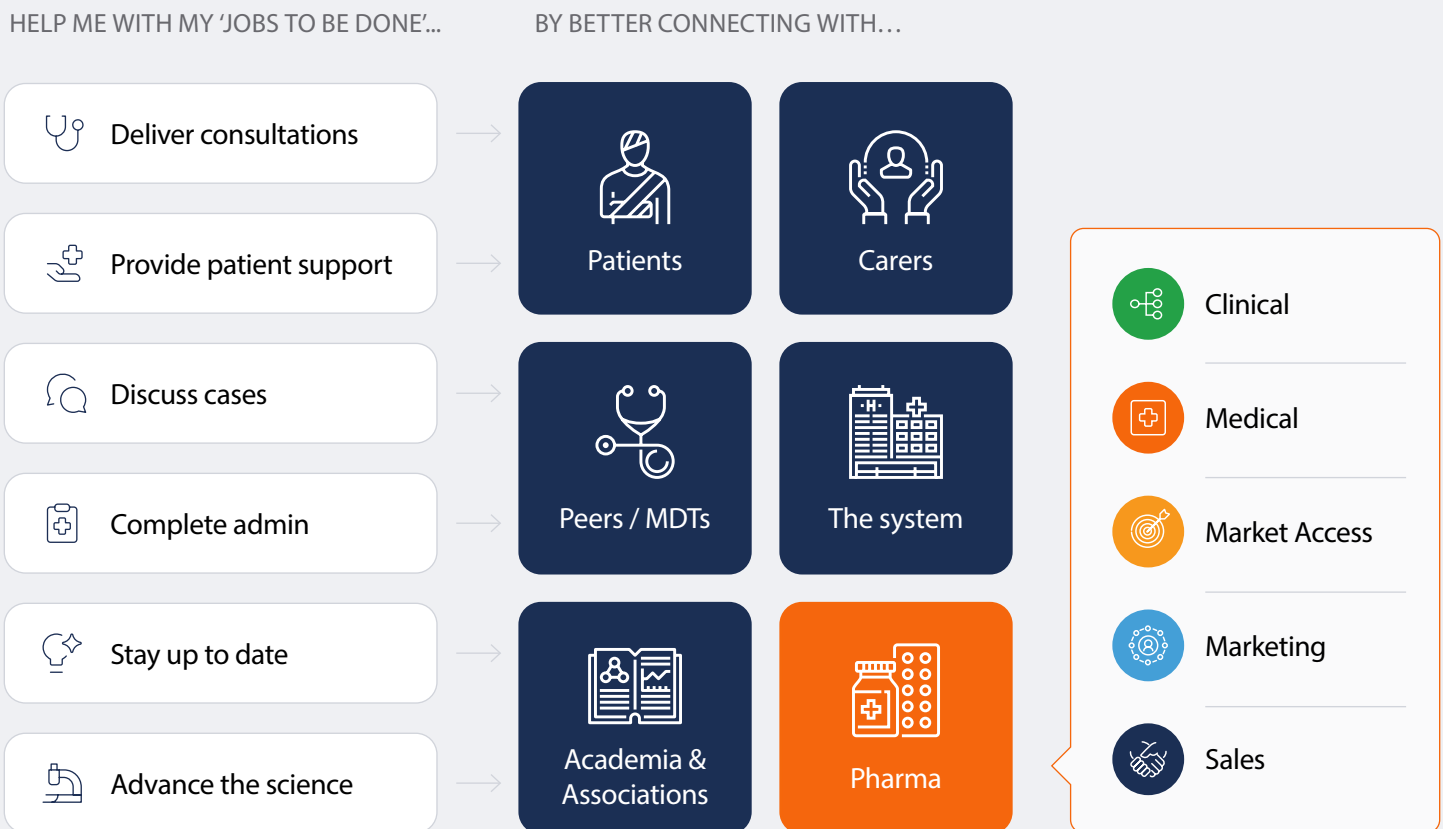 HELP ME WITH MY ‘JOBS TO BE DONE’...
BY BETTER CONNECTING WITH…
Deliver consultations
Provide patient support
Discuss cases
Complete admin
Stay up to date
Advance the science
Patients
Carers
Peers / MDTs
·H·
The system
Academia &
Associations
Pharma
Clinical
Medical
Market Access
Marketing
Sales